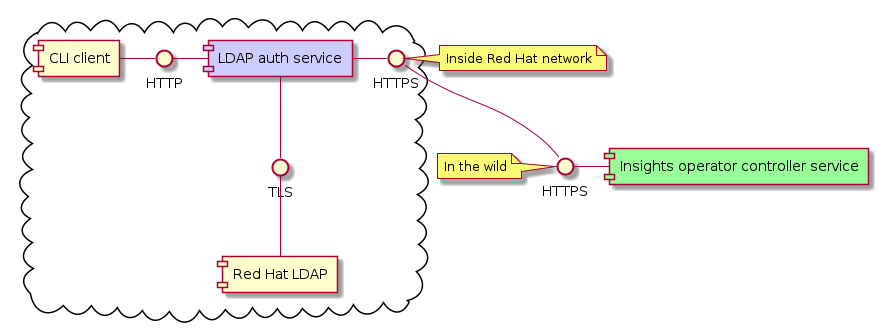 CLI client
HTTP
LDAP auth service
HTTPS
Inside Red Hat network
In the wild
HTTPS
Insights operator controller service
TLS
Red Hat LDAP